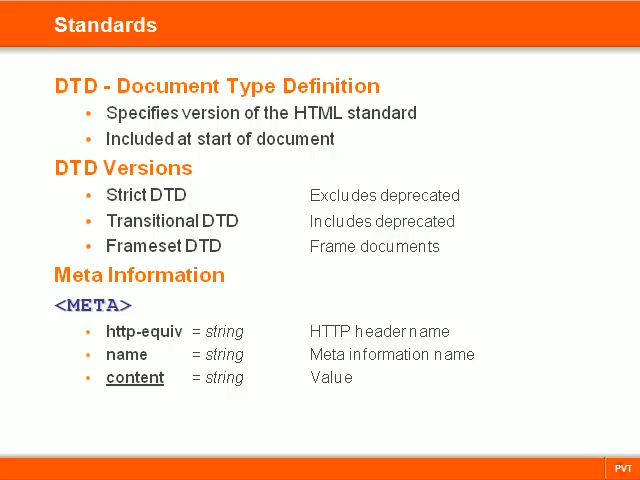 Standards
DTD - Document Type Definition
• Specifies version of the HTML standard
• Included at start of document
DTD Versions
• Strict DTD Excludes deprecated
• Transitional DTD Includes deprecated
• Frameset DTD Frame documents
Meta Information
<META>
• http-equiv = string HTTP header name
• name = string Meta information name
• content = string Value
PVT